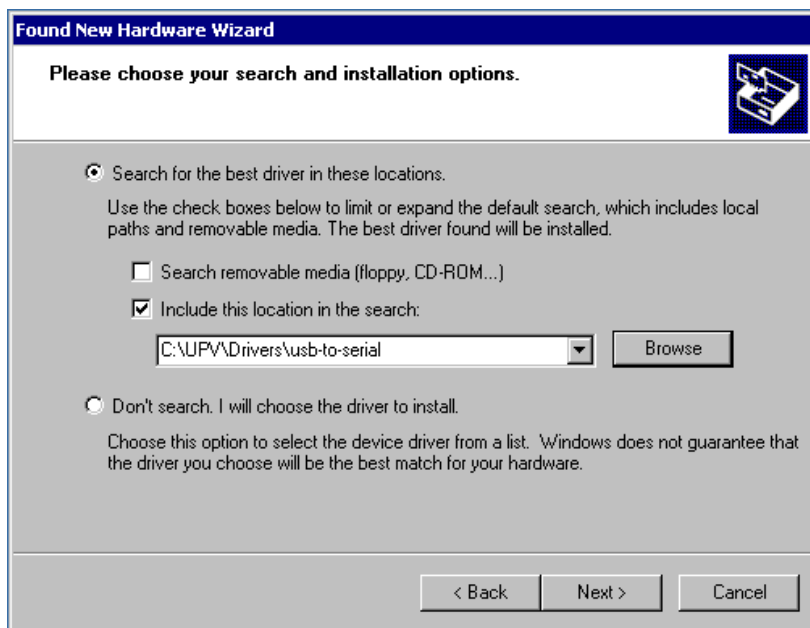 Found New Hardware Wizard
Please choose your search and installation options.
Search for the best driver in these locations.
Use the check boxes below to limit or expand the default search, which includes local
paths and removable media. The best driver found will be installed.
Search removable media (floppy, CD-ROM...)
Include this location in the search:
C:\UPV\Drivers\usb-to-serial
Browse
Don't search. I will choose the driver to install.
Choose this option to select the device driver from a list.  Windows does not guarantee that
the driver you choose will be the best match for your hardware.
< Back
Next >
Cancel